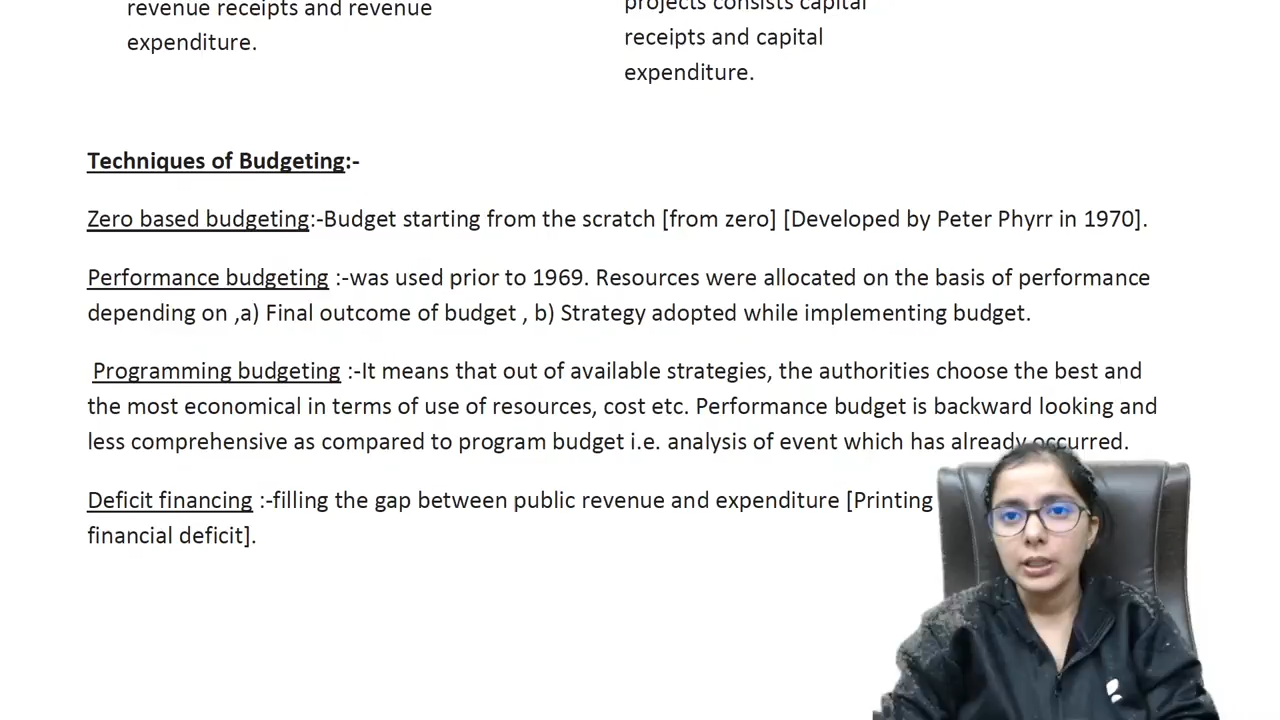 revenue receipts and revenue
expenditure.
projects consists capital
receipts and capital
expenditure.
Techniques of Budgeting:-
Zero based budgeting:-Budget starting from the scratch [from zero] [Developed by Peter Phyrr in 1970].
Performance budgeting :-was used prior to 1969. Resources were allocated on the basis of performance
depending on ,a) Final outcome of budget , b) Strategy adopted while implementing budget.
Programming budgeting :-It means that out of available strategies, the authorities choose the best and
the most economical in terms of use of resources, cost etc. Performance budget is backward looking and
less comprehensive as compared to program budget i.e. analysis of event which has already occurred.
Deficit financing :-filling the gap between public revenue and expenditure [Printing
financial deficit].